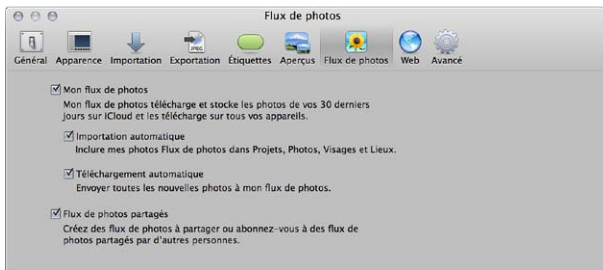 Flux de photos
JPEG
Général Apparence Importation Exportation Étiquettes Aperçus Flux de photos Web Avancé
Mon flux de photos
Mon flux de photos télécharge et stocke les photos de vos 30 derniers
jours sur iCloud et les télécharge sur tous vos appareils.
Importation automatique
Inclure mes photos Flux de photos dans Projets, Photos, Visages et Lieux.
Téléchargement automatique
Envoyer toutes les nouvelles photos à mon flux de photos.
Flux de photos partagés
Créez des flux de photos à partager ou abonnez-vous à des flux de
photos partagés par d'autres personnes.